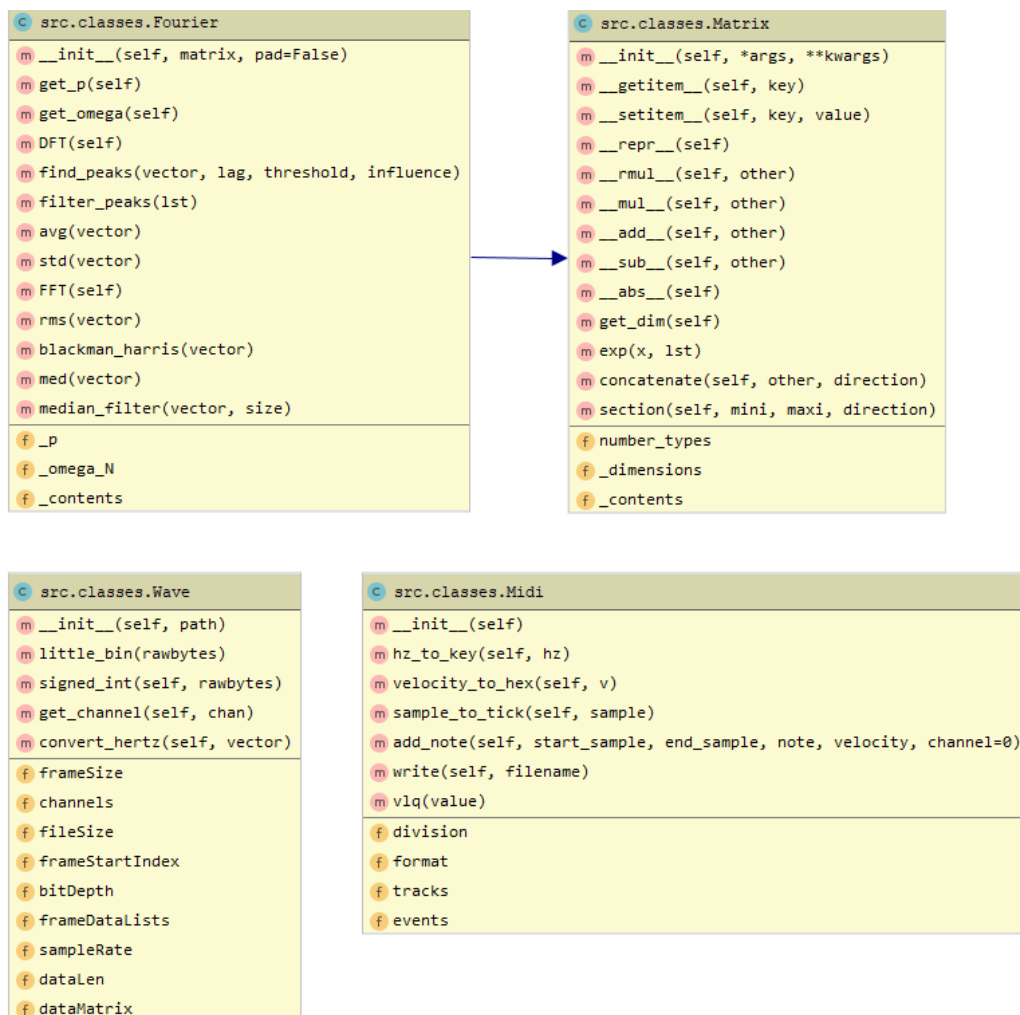 src.classes.Fourier
__init__(self, matrix, pad=False)
get_p(self)
get_omega(self)
DFT(self)
find_peaks(vector, lag, threshold, influence)
filter_peaks(lst)
avg(vector)
std(vector)
FFT(self)
rms(vector)
blackman_harris(vector)
med(vector)
median_filter(vector, size)
_p
_omega_N
_contents
src.classes.Matrix
__init__(self, *args, **kwargs)
__getitem__(self, key)
__setitem__(self, key, value)
__repr__(self)
__rmul__(self, other)
__mul__(self, other)
__add__(self, other)
__sub__(self, other)
__abs__(self)
get_dim(self)
exp(x, lst)
concatenate(self, other, direction)
section(self, mini, maxi, direction)
number_types
_dimensions
_contents
src.classes.Wave
__init__(self, path)
little_bin(rawbytes)
signed_int(self, rawbytes)
get_channel(self, chan)
convert_hertz(self, vector)
frameSize
channels
fileSize
frameStartIndex
bitDepth
frameDataLists
sampleRate
dataLen
dataMatrix
src.classes.Midi
__init__(self)
hz_to_key(self, hz)
velocity_to_hex(self, v)
sample_to_tick(self, sample)
add_note(self, start_sample, end_sample, note, velocity, channel=0)
write(self, filename)
vlq(value)
division
format
tracks
events